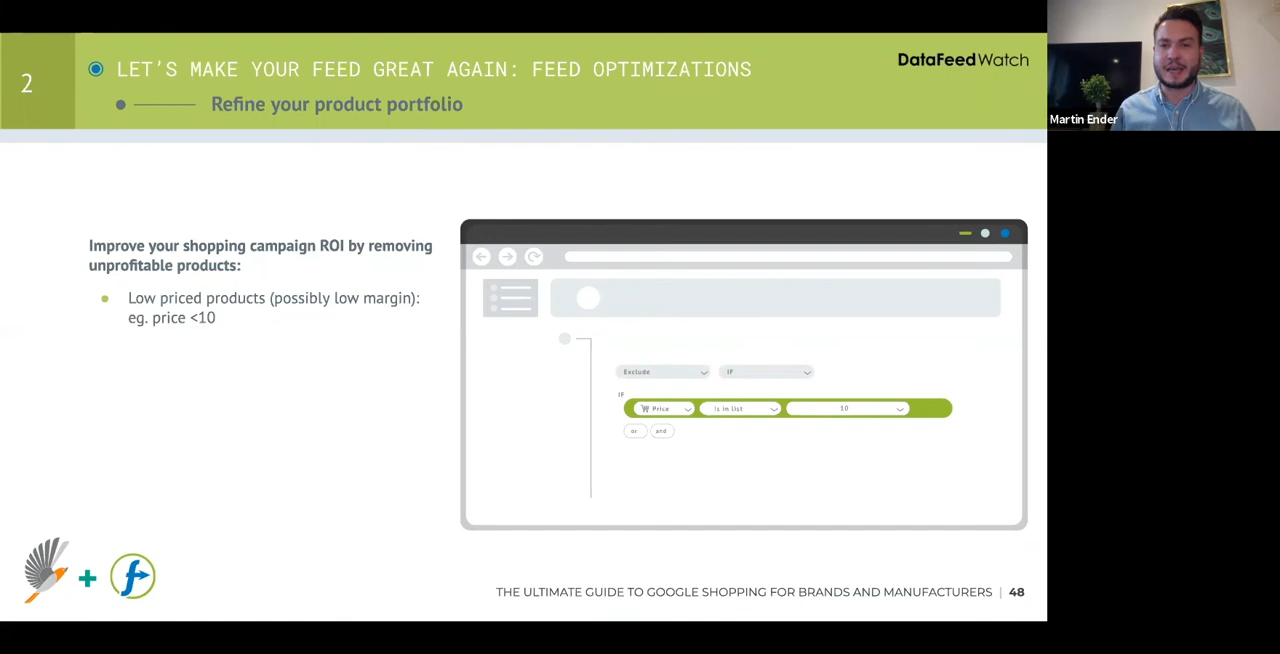 2
LET'S MAKE YOUR FEED GREAT AGAIN: FEED OPTIMIZATIONS
Refine your product portfolio
DataFeedWatch
Martin Ender
Improve your shopping campaign ROI by removing
unprofitable products:
Low priced products (possibly low margin):
eg. price <10
Exclude
IF
IF
Price
Is in list
10
or
and
THE ULTIMATE GUIDE TO GOOGLE SHOPPING FOR BRANDS AND MANUFACTURERS | 48